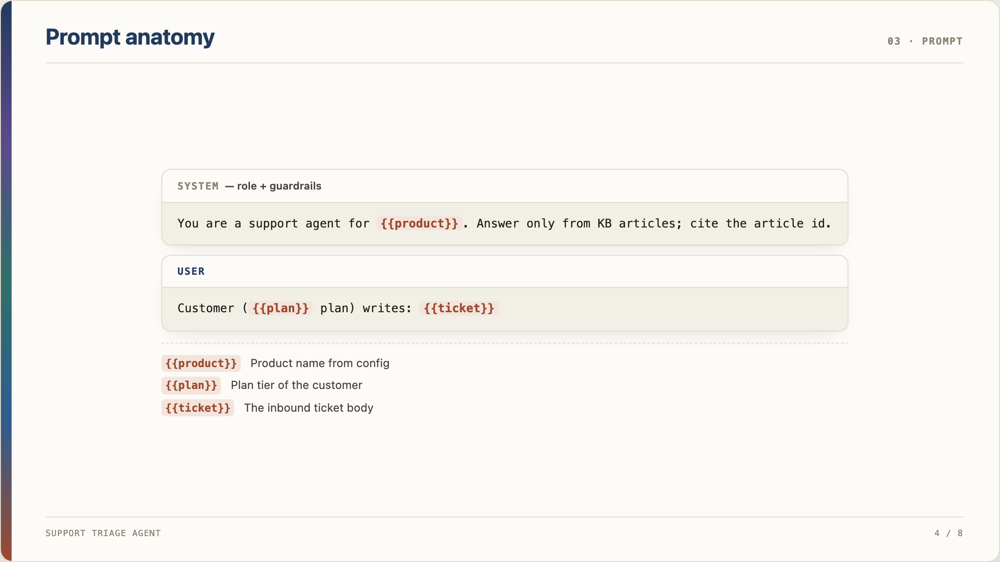 Prompt anatomy
03 · PROMPT
SYSTEM — role + guardrails
You are a support agent for {{product}}. Answer only from KB articles; cite the article id.
USER
Customer ({{plan}} plan) writes: {{ticket}}
{{product}} Product name from config
{{plan}} Plan tier of the customer
{{ticket}} The inbound ticket body
SUPPORT TRIAGE AGENT
4 / 8